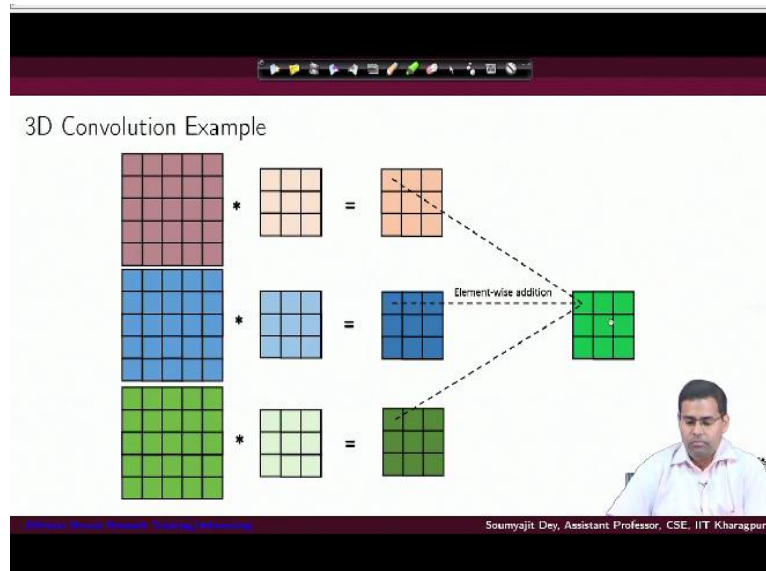 3D Convolution Example
*
=
Element-wise addition
*
=
*
=
Soumyajit Dey, Assistant Professor, CSE, IIT Kharagpur